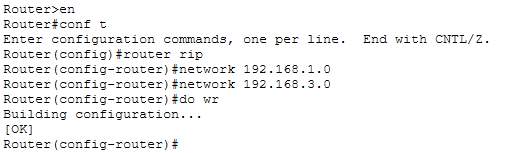 Router>en
Router#conf t
Enter configuration commands, one per line.  End with CNTL/Z.
Router(config)#router rip
Router(config-router)#network 192.168.1.0
Router(config-router)#network 192.168.3.0
Router(config-router)#do wr
Building configuration...
[OK]
Router(config-router)#